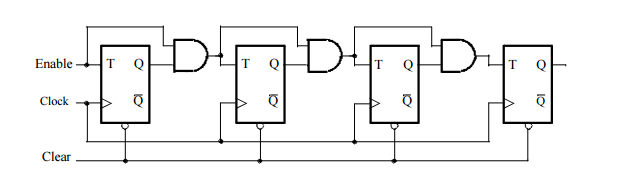 Enable T Q T Q T Q T Q
Clock Q̅ Q̅ Q̅ Q̅
Clear